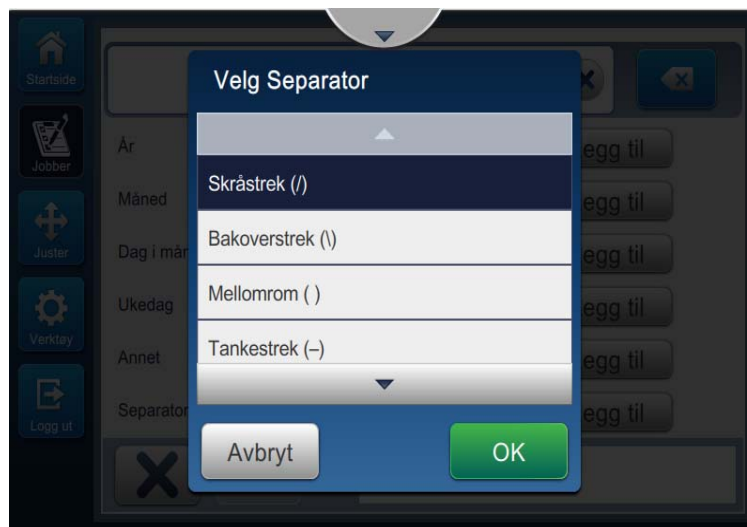 Startside
Jobber
Juster
Verktøy
Logg ut
Velg Separator
Skråstrek (/)
Bakoverstrek (\)
Mellomrom ( )
Tankestrek (–)
Avbryt
OK
År
egg til
Måned
egg til
Dag i mån
egg til
Ukedag
egg til
Annet
egg til
Separator
egg til